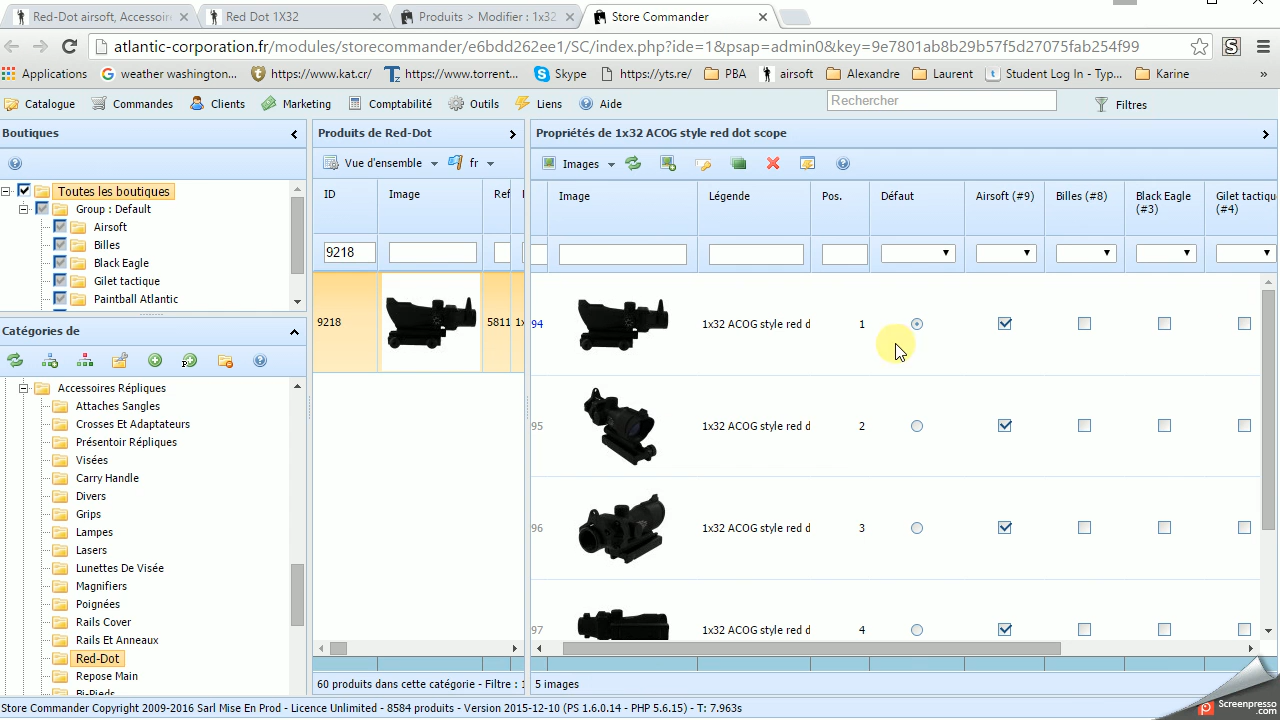 Red-Dot airsoft, Accessoir
Red Dot 1X32
Produits > Modifier : 1x32
Store Commander
atlantic-corporation.fr/modules/storecommander/e6bdd262ee1/SC/index.php?ide=1&psap=admin0&key=9e7801ab8b29b57f5d27075fab254f99
Applications
weather washington...
https://www.kat.cr/
https://www.torrent...
Skype
https://yts.re/
PBA
airsoft
Alexandre
Laurent
Student Log In - Typ...
Karine
»
Catalogue
Commandes
Clients
Marketing
Comptabilité
Outils
Liens
Aide
Rechercher
Filtres
Boutiques
Produits de Red-Dot
Propriétés de 1x32 ACOG style red dot scope
Vue d'ensemble
fr
Images
Toutes les boutiques
Group : Default
Airsoft
Billes
Black Eagle
Gilet tactique
Paintball Atlantic
Catégories de
Accessoires Répliques
Attaches Sangles
Crosses Et Adaptateurs
Présentoir Répliques
Visées
Carry Handle
Divers
Grips
Lampes
Lasers
Lunettes De Visée
Magnifiers
Poignées
Rails Cover
Rails Et Anneaux
Red-Dot
Repose Main
Bi-Pieds
ID
Image
Ref
9218
9218
5811
1x
60 produits dans cette catégorie - Filtre : 1
Image
Légende
Pos.
Défaut
Airsoft (#9)
Billes (#8)
Black Eagle
(#3)
Gilet tactiqu
(#4)
94
1x32 ACOG style red d
1
95
1x32 ACOG style red d
2
96
1x32 ACOG style red d
3
97
1x32 ACOG style red d
4
5 images
Store Commander Copyright 2009-2016 Sarl Mise En Prod - Licence Unlimited - 8584 produits - Version 2015-12-10 (PS 1.6.0.14 - PHP 5.6.15) - T: 7.963s
Screenpresso
.com